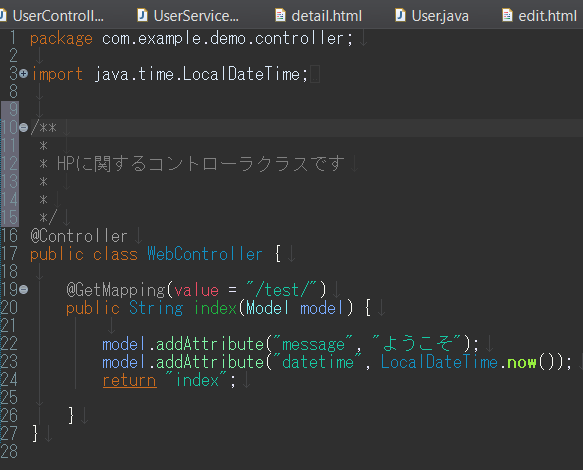 UserControll... UserService... detail.html User.java edit.html
1 package com.example.demo.controller;
2
3 import java.time.LocalDateTime;
8
9
10 /**
11 *
12 * HPに関するコントローラクラスです
13 *
14 *
15 */
16 @Controller
17 public class WebController {
18
19 @GetMapping(value = "/test/")
20 public String index(Model model) {
21
22 model.addAttribute("message", "ようこそ");
23 model.addAttribute("datetime", LocalDateTime.now());
24 return "index";
25
26 }
27 }
28